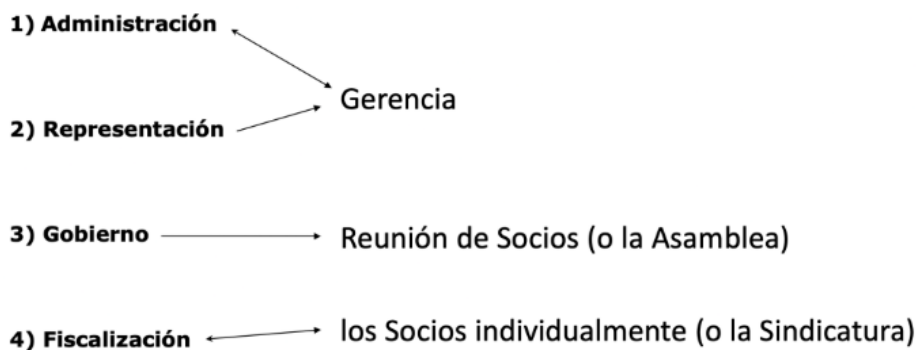 1) Administración
Gerencia
2) Representación
3) Gobierno
Reunión de Socios (o la Asamblea)
4) Fiscalización
los Socios individualmente (o la Sindicatura)